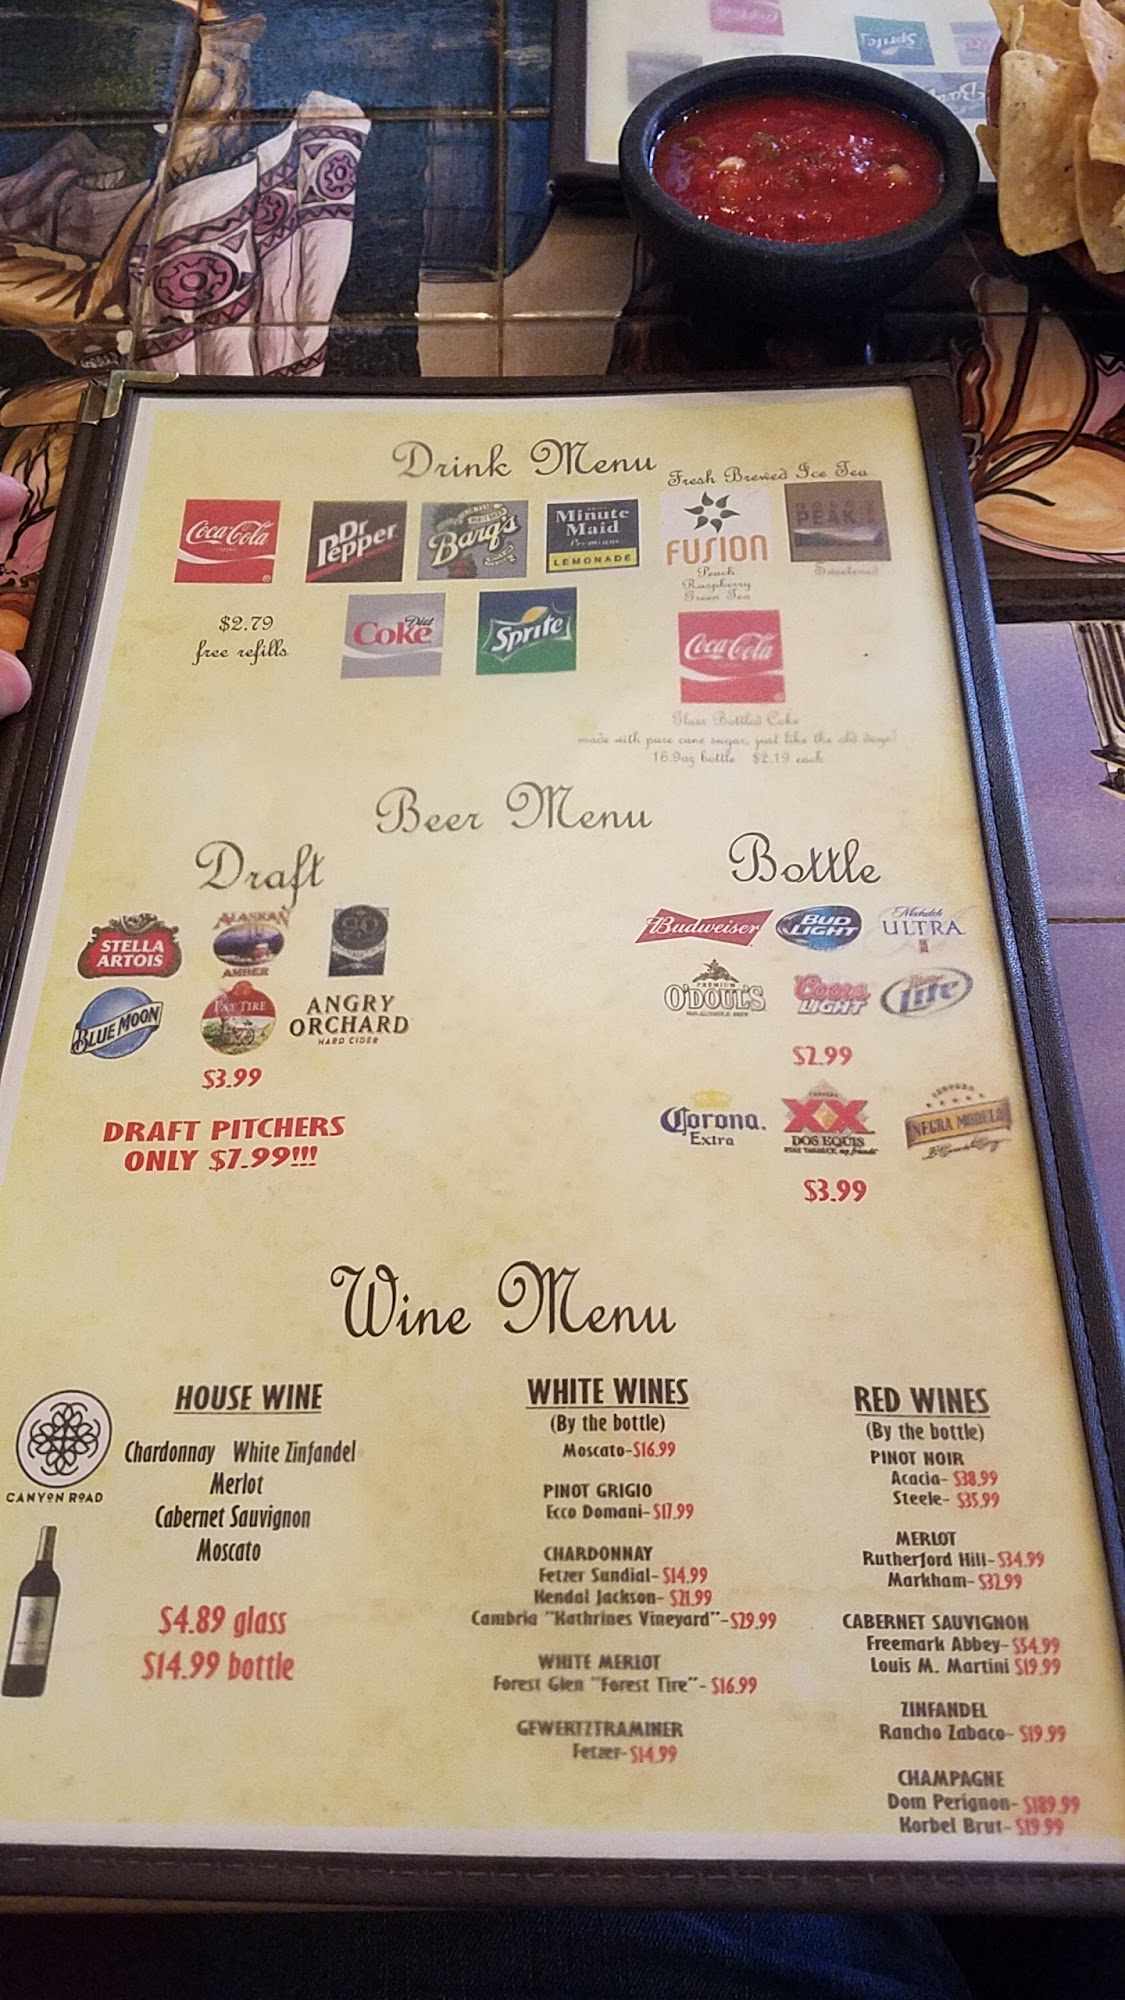 Drink Menu
Fresh Brewed Ice Tea
Coca-Cola
Dr Pepper
Barq's
Minute Maid
Premium
LEMONADE
FUSION
Peach
Raspberry
Green Tea
PEAK
Sweetened
$2.79
free refills
Diet Coke
Sprite
Coca-Cola
Glass Bottled Coke
made with pure cane sugar, just like the old days!
16.9oz bottle $2.19 each
Beer Menu
Draft
STELLA ARTOIS
ALASKAN AMBER
90
BLUE MOON
FAT TIRE
ANGRY ORCHARD
HARD CIDER
$3.99
DRAFT PITCHERS
ONLY $7.99!!!
Bottle
Budweiser
BUD LIGHT
Michelob ULTRA
PREMIUM
O'DOUL'S
NON-ALCOHOLIC BREW
Coors LIGHT
Miller Lite
$2.99
Corona.
Extra
XX
DOS EQUIS
NEGRA MODELO
$3.99
Wine Menu
CANYON ROAD
HOUSE WINE
Chardonnay White Zinfandel
Merlot
Cabernet Sauvignon
Moscato
$4.89 glass
$14.99 bottle
WHITE WINES
(By the bottle)
Moscato-$16.99
PINOT GRIGIO
Ecco Domani-$17.99
CHARDONNAY
Fetzer Sundial-$14.99
Kendal Jackson- $21.99
Cambria "Kathrines Vineyard"-$29.99
WHITE MERLOT
Forest Glen "Forest Tire"- $16.99
GEWERTZTRAMINER
Fetzer-$14.99
RED WINES
(By the bottle)
PINOT NOIR
Acacia- $38.99
Steele- $35.99
MERLOT
Rutherford Hill-$34.99
Markham-$32.99
CABERNET SAUVIGNON
Freemark Abbey-$54.99
Louis M. Martini $19.99
ZINFANDEL
Rancho Zabaco- $19.99
CHAMPAGNE
Dom Perignon- $189.99
Korbel Brut-$19.99